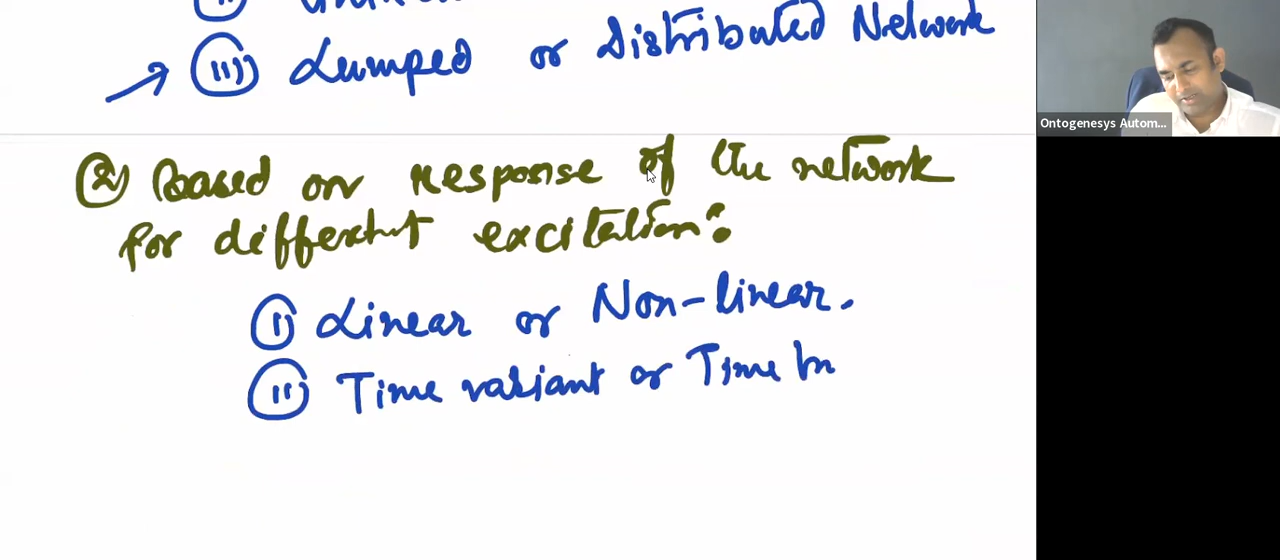 iii) Lumped or Distributed Network
Ontogenesys Autom...
2) Based on Response of the network
for different excitation:
i) Linear or Non-linear.
ii) Time variant or Time In